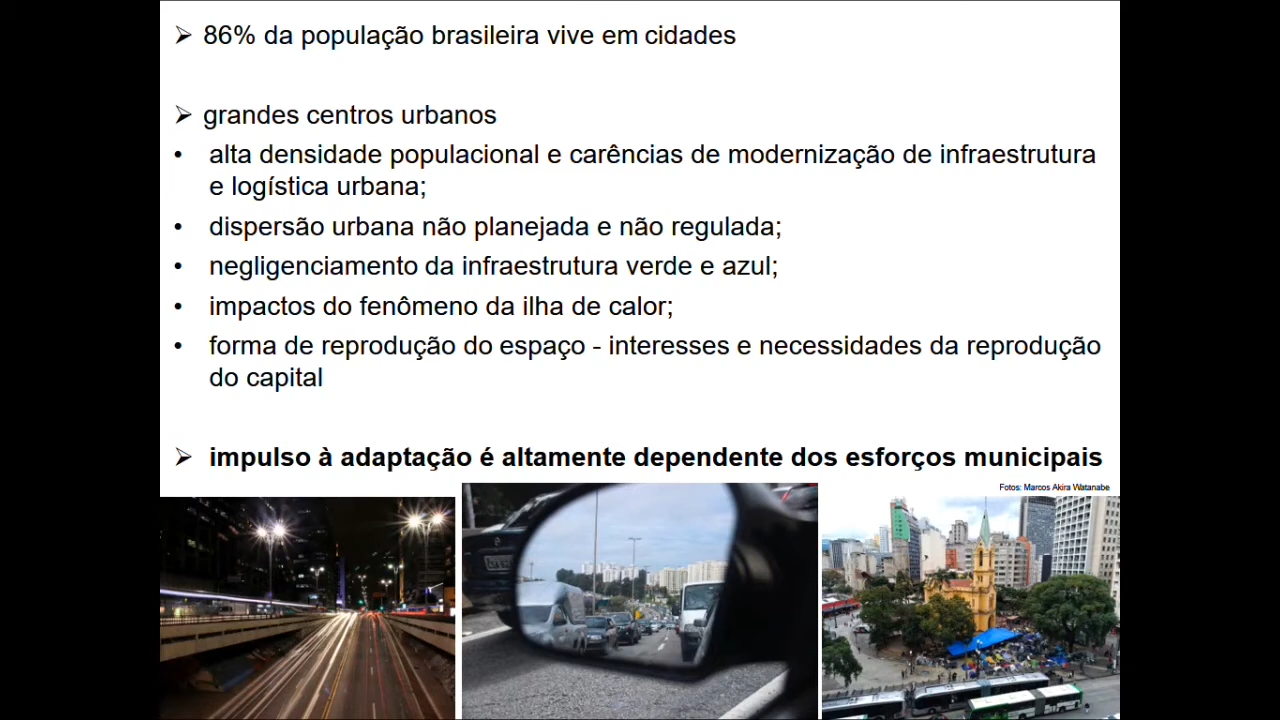 ➢ 86% da população brasileira vive em cidades
➢ grandes centros urbanos
• alta densidade populacional e carências de modernização de infraestrutura
e logística urbana;
• dispersão urbana não planejada e não regulada;
• negligenciamento da infraestrutura verde e azul;
• impactos do fenômeno da ilha de calor;
• forma de reprodução do espaço - interesses e necessidades da reprodução
do capital
➢ impulso à adaptação é altamente dependente dos esforços municipais
Fotos: Marcos Akira Watanabe